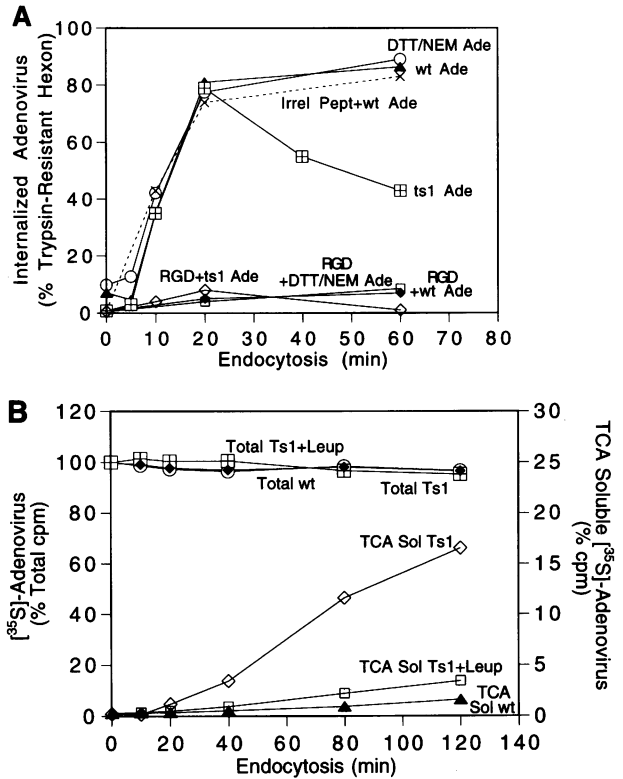 A
100
80
60
40
20
0
Internalized Adenovirus
(% Trypsin-Resistant Hexon)
DTT/NEM Ade
wt Ade
Irrel Pept+wt Ade
ts1 Ade
RGD+ts1 Ade
RGD
+DTT/NEM Ade
RGD
+wt Ade
0 10 20 30 40 50 60 70 80
Endocytosis (min)
B
120
100
80
60
40
20
0
[35S]-Adenovirus
(% Total cpm)
30
25
20
15
10
5
0
TCA Soluble [35S]-Adenovirus
(% cpm)
Total Ts1+Leup
Total wt
Total Ts1
TCA Sol Ts1
TCA Sol Ts1+Leup
TCA
Sol wt
0 20 40 60 80 100 120 140
Endocytosis (min)